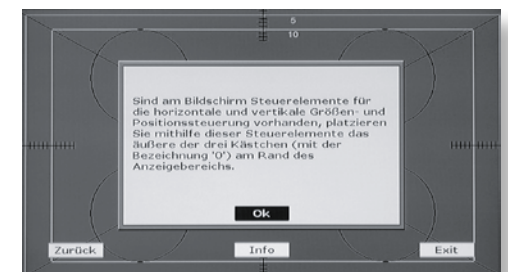 5
10
Sind am Bildschirm Steuerelemente für
die horizontale und vertikale Größen- und
Positionssteuerung vorhanden, platzieren
Sie mithilfe dieser Steuerelemente das
äußere der drei Kästchen (mit der
Bezeichnung '0') am Rand des
Anzeigebereichs.
Ok
Zurück Info Exit